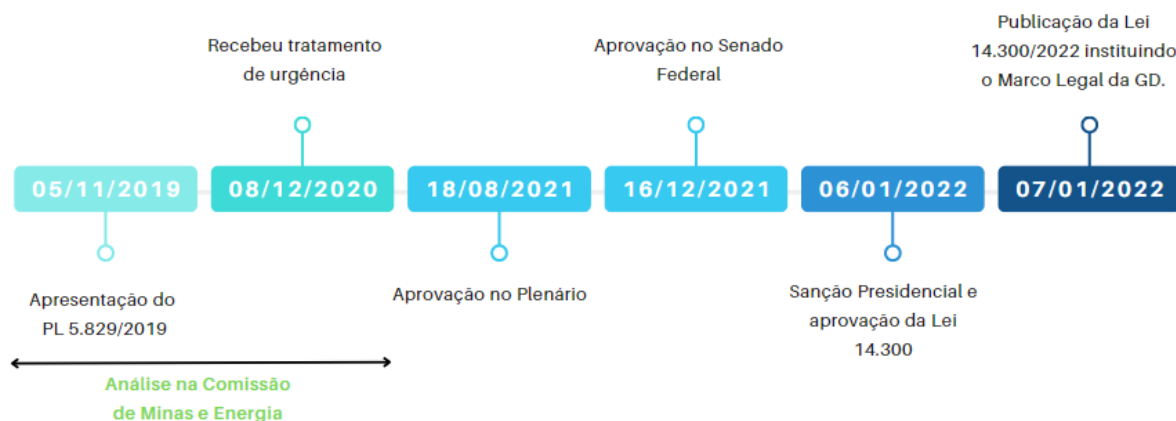 05/11/2019
Apresentação do
PL 5.829/2019
Análise na Comissão
de Minas e Energia
Recebeu tratamento
de urgência
08/12/2020
18/08/2021
Aprovação no Plenário
Aprovação no Senado
Federal
16/12/2021
06/01/2022
Sanção Presidencial e
aprovação da Lei
14.300
Publicação da Lei
14.300/2022 instituindo
o Marco Legal da GD.
07/01/2022